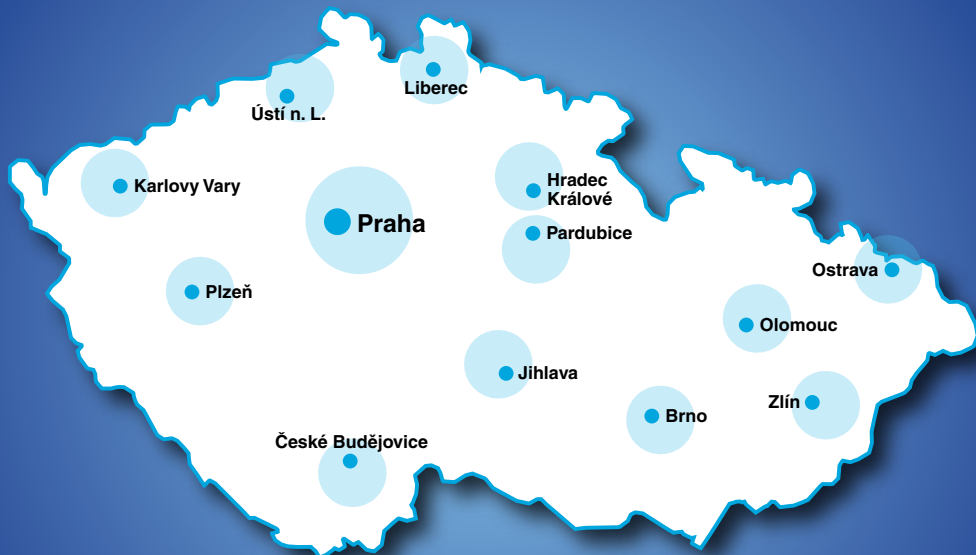 Liberec
Ústí n. L.
Karlovy Vary
Hradec
Králové
Praha
Pardubice
Ostrava
Plzeň
Olomouc
Jihlava
Zlín
Brno
České Budějovice